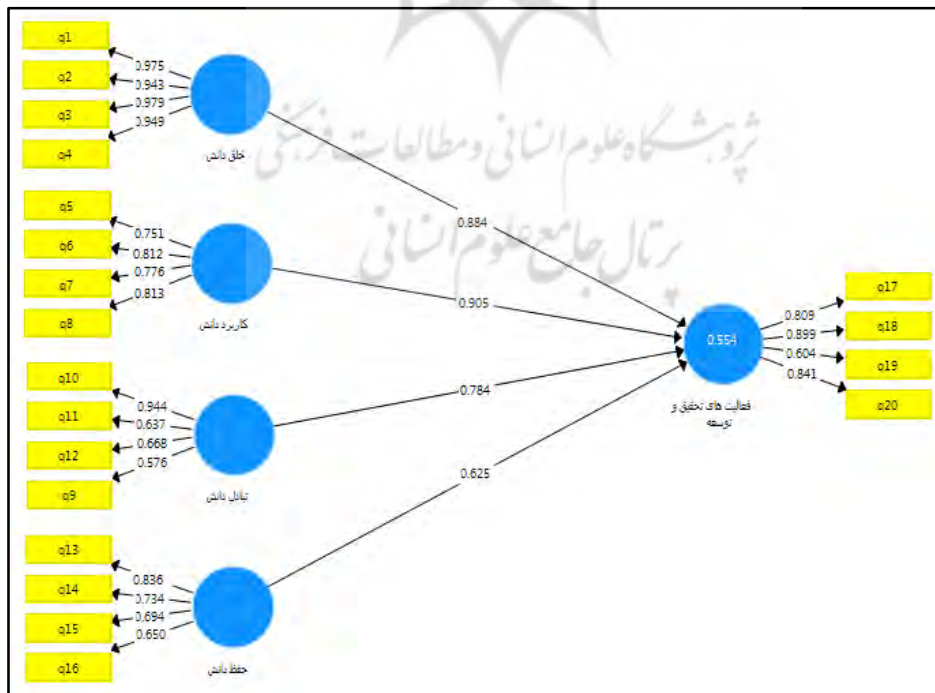 q1
q2
q3
q4
0.975
0.943
0.979
0.949
خلق دانش
پژوهشگاه علوم انسانی و مطالعات فرهنگی
پرتال جامع علوم انسانی
0.884
q5
q6
q7
q8
0.751
0.812
0.776
0.813
کاربرد دانش
0.905
q10
q11
q12
q9
0.944
0.637
0.668
0.576
تبادل دانش
0.784
q13
q14
q15
q16
0.836
0.734
0.694
0.650
حفظ دانش
0.625
0.554
فعالیت های تحقیق و
توسعه
0.809
0.899
0.604
0.841
q17
q18
q19
q20